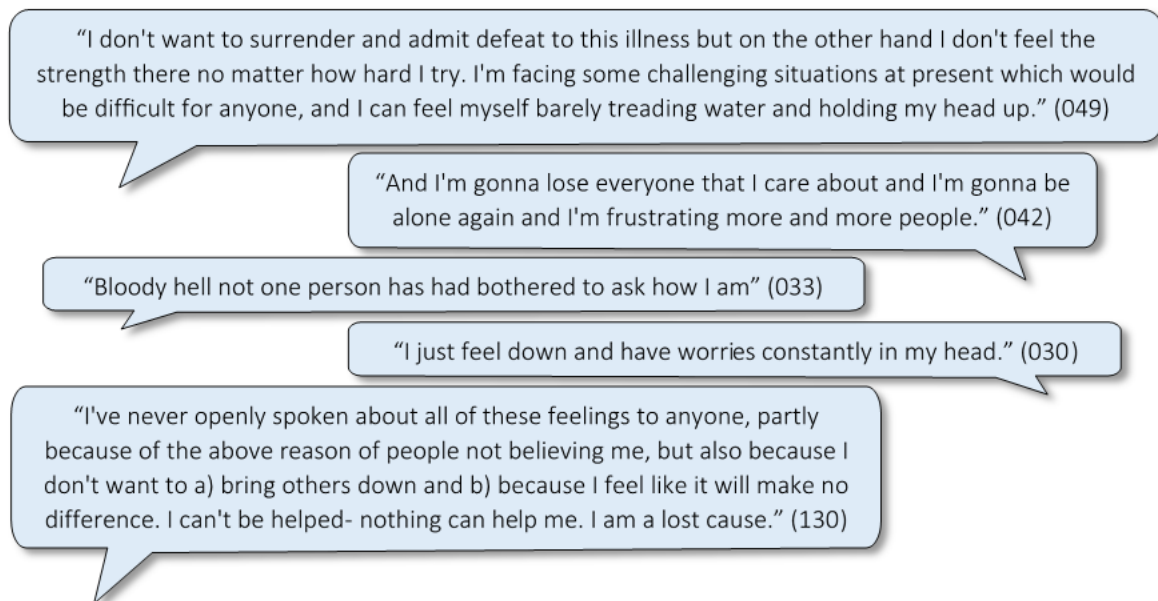 “I don't want to surrender and admit defeat to this illness but on the other hand I don't feel the
strength there no matter how hard I try. I'm facing some challenging situations at present which would
be difficult for anyone, and I can feel myself barely treading water and holding my head up.” (049)
“And I'm gonna lose everyone that I care about and I'm gonna be
alone again and I'm frustrating more and more people.” (042)
“Bloody hell not one person has had bothered to ask how I am” (033)
“I just feel down and have worries constantly in my head.” (030)
“I've never openly spoken about all of these feelings to anyone, partly
because of the above reason of people not believing me, but also because I
don't want to a) bring others down and b) because I feel like it will make no
difference. I can't be helped- nothing can help me. I am a lost cause.” (130)